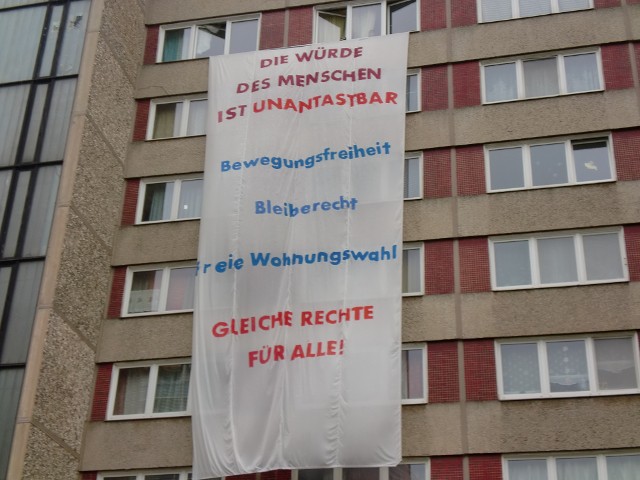 DIE WÜRDE
DES MENSCHEN
IST UNANTASTBAR
Bewegungsfreiheit
Bleiberecht
freie Wohnungswahl
GLEICHE RECHTE
FÜR ALLE!